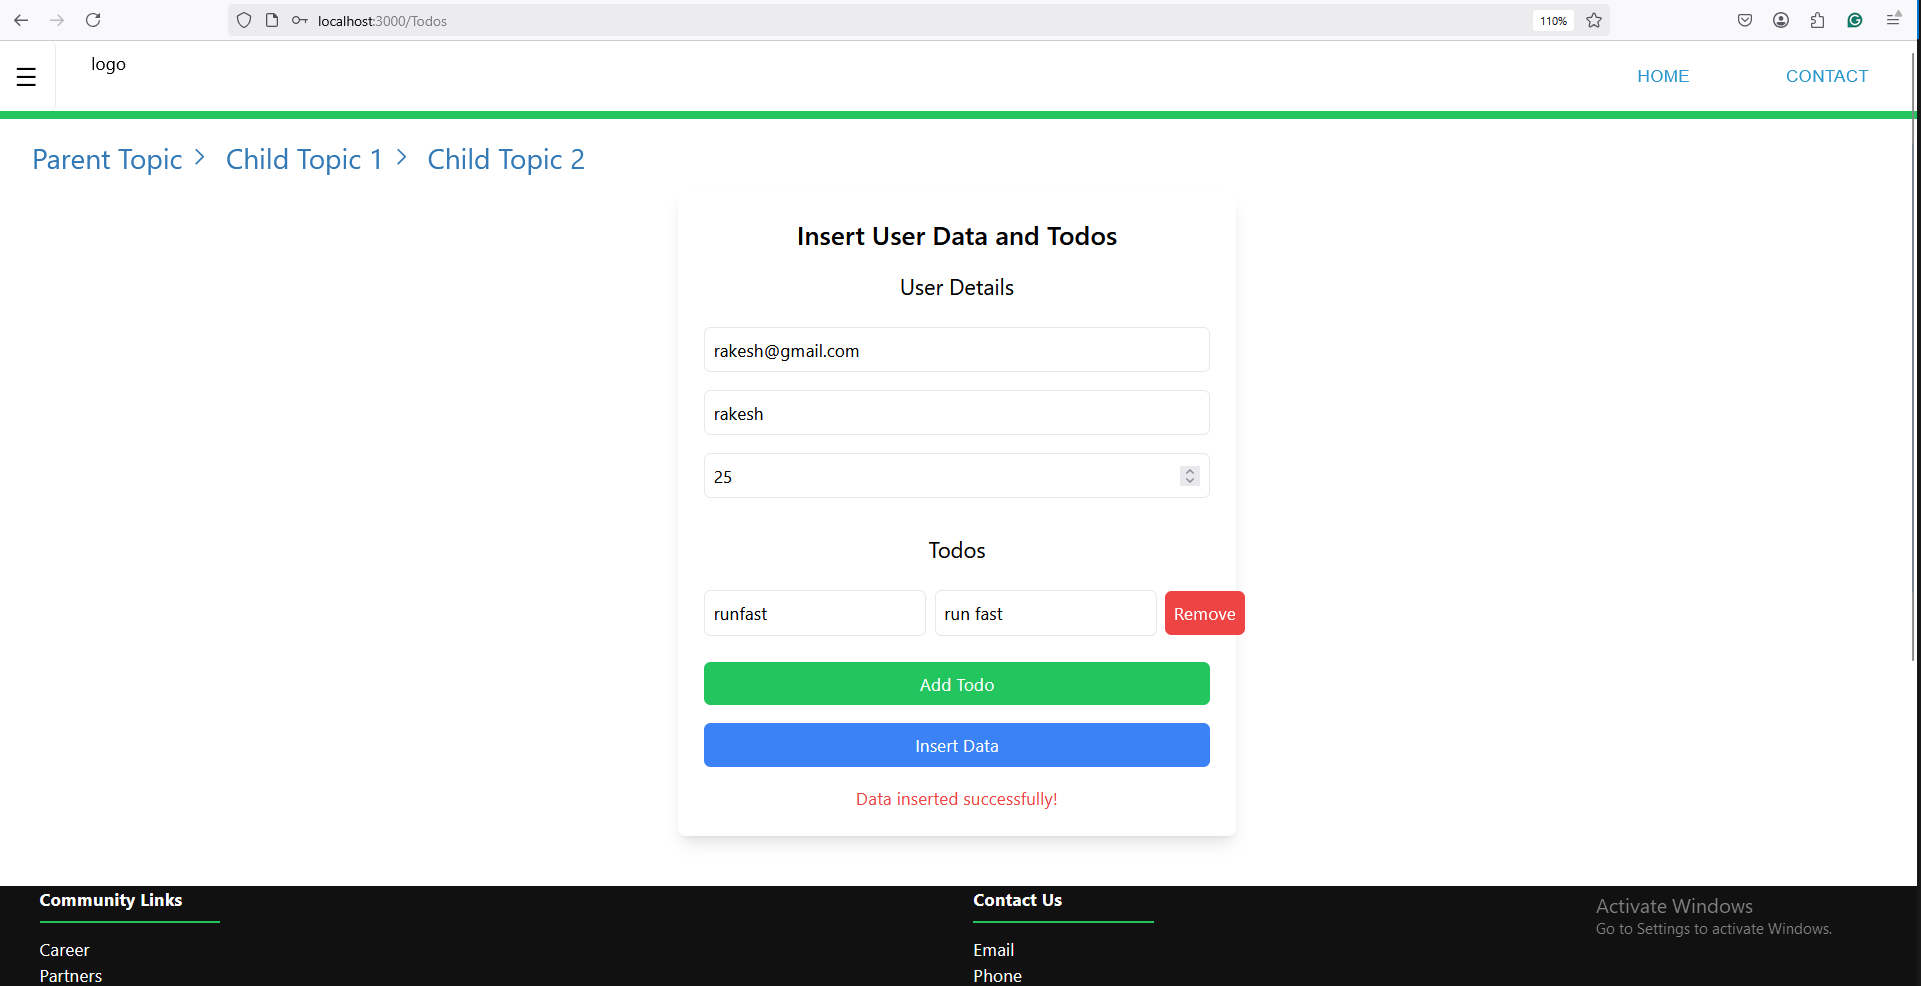 localhost:3000/Todos
110%
logo
HOME
CONTACT
Parent Topic
Child Topic 1
Child Topic 2
Insert User Data and Todos
User Details
rakesh@gmail.com
rakesh
25
Todos
runfast
run fast
Remove
Add Todo
Insert Data
Data inserted successfully!
Community Links
Career
Partners
Contact Us
Email
Phone
Activate Windows
Go to Settings to activate Windows.